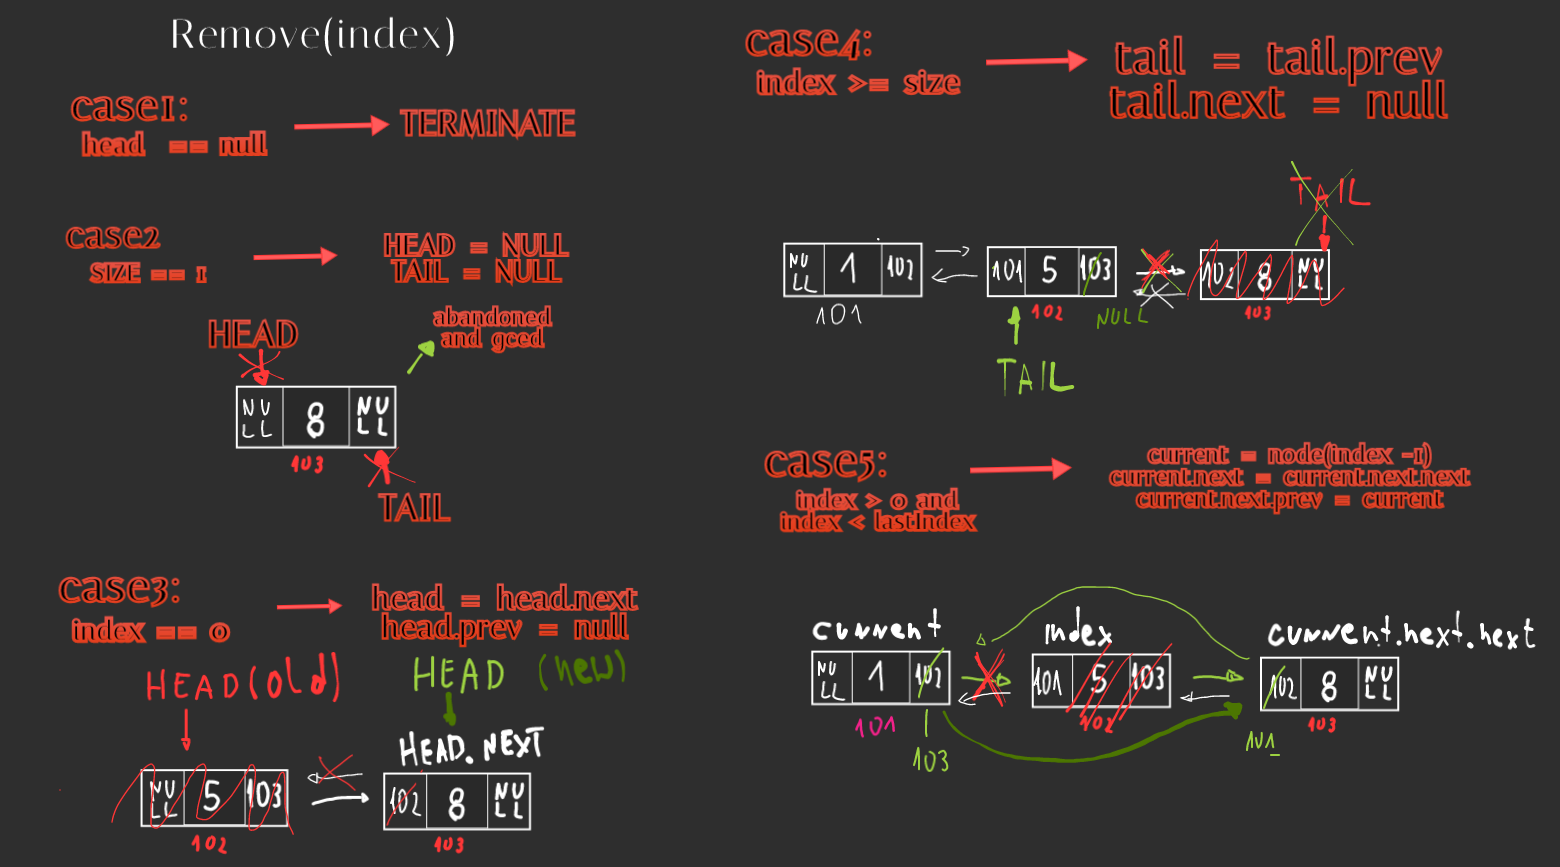 Remove(index)
case1:
head == null
TERMINATE
case2
SIZE == 1
HEAD = NULL
TAIL = NULL
HEAD
abandoned
and gced
NU
LL
8
NU
LL
103
TAIL
case3:
index == 0
head = head.next
head.prev = null
HEAD(old)
HEAD (new)
HEAD.NEXT
NU
LL
5
103
102
102
8
NU
LL
103
case4:
index >= size
tail = tail.prev
tail.next = null
TAIL
NU
LL
1
102
101
101
5
103
102
NULL
102
8
NU
LL
103
TAIL
case5:
index > 0 and
index < lastIndex
current = node(index -1)
current.next = current.next.next
current.next.prev = current
current
index
current.next.next
NU
LL
1
102
101
103
101
5
103
102
102
8
NU
LL
101
103